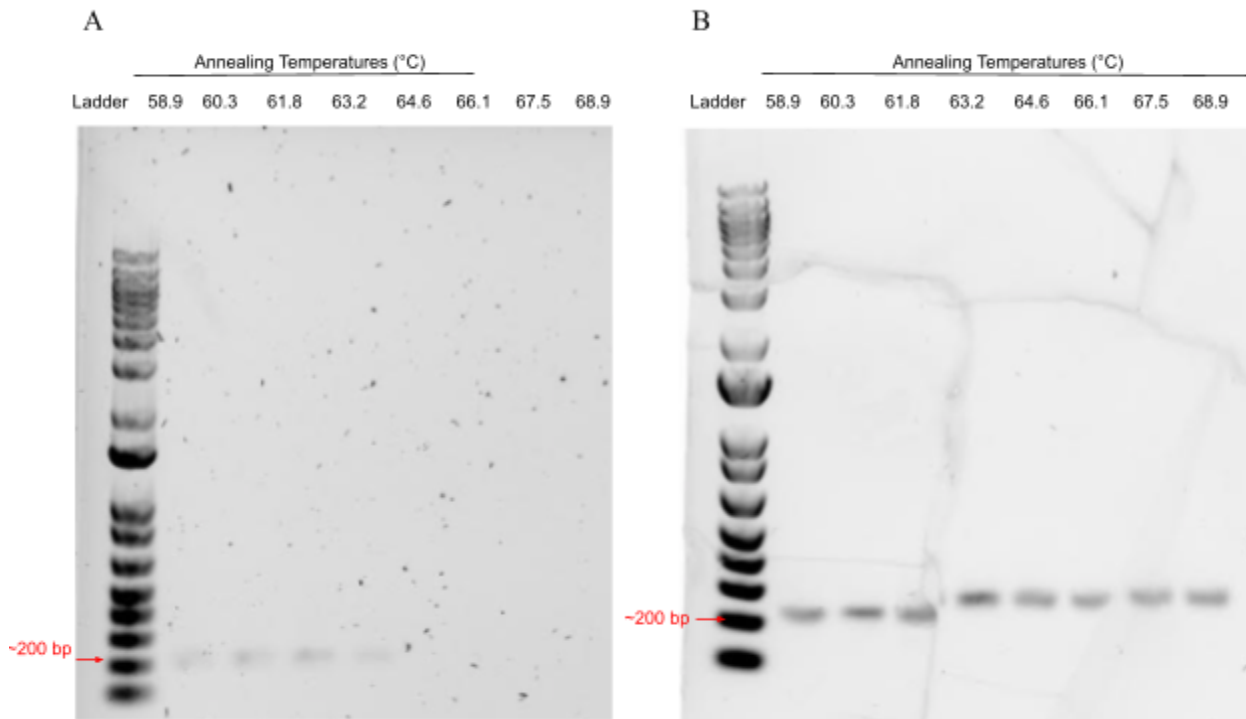 A
Annealing Temperatures (°C)
Ladder 58.9 60.3 61.8 63.2 64.6 66.1 67.5 68.9
~200 bp
B
Annealing Temperatures (°C)
Ladder 58.9 60.3 61.8 63.2 64.6 66.1 67.5 68.9
~200 bp